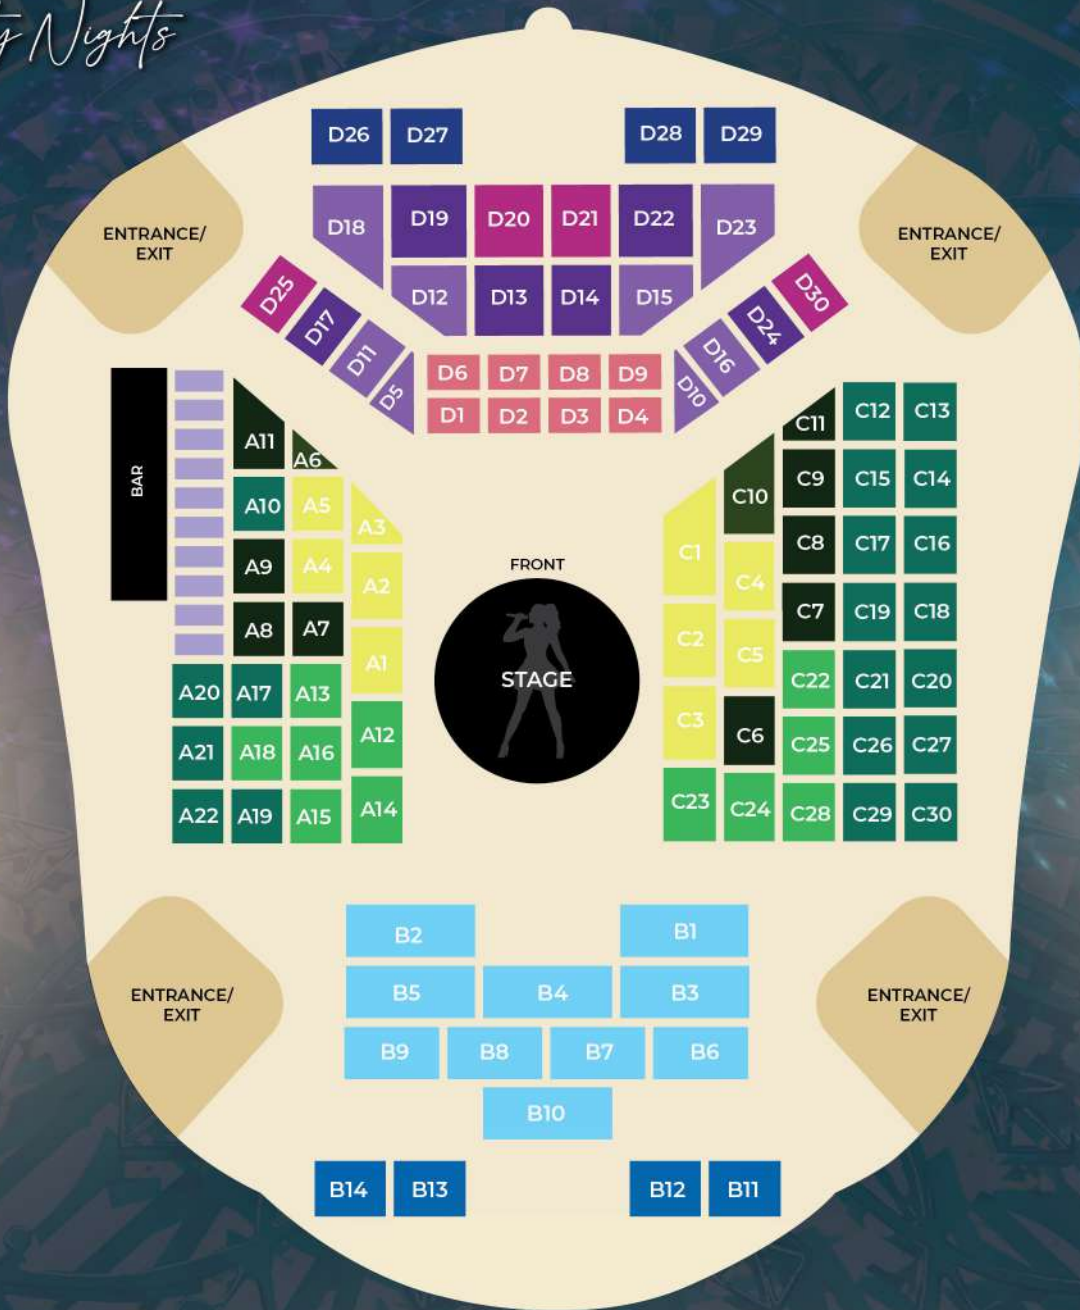 Nights
D26 D27 D28 D29
D18 D19 D20 D21 D22 D23
ENTRANCE/
EXIT
ENTRANCE/
EXIT
D25 D17 D11 D5
D12 D13 D14 D15
D10 D16 D24 D30
D6 D7 D8 D9
D1 D2 D3 D4
BAR
A11 A6
A10 A5 A3
A9 A4 A2
A8 A7 A1
A20 A17 A13 A12
A21 A18 A16
A22 A19 A15 A14
FRONT
STAGE
C11 C12 C13
C1 C10 C9 C15 C14
C4 C8 C17 C16
C2 C5 C7 C19 C18
C3 C6 C22 C21 C20
C25 C26 C27
C23 C24 C28 C29 C30
B2 B1
B5 B4 B3
B9 B8 B7 B6
B10
ENTRANCE/
EXIT
ENTRANCE/
EXIT
B14 B13 B12 B11